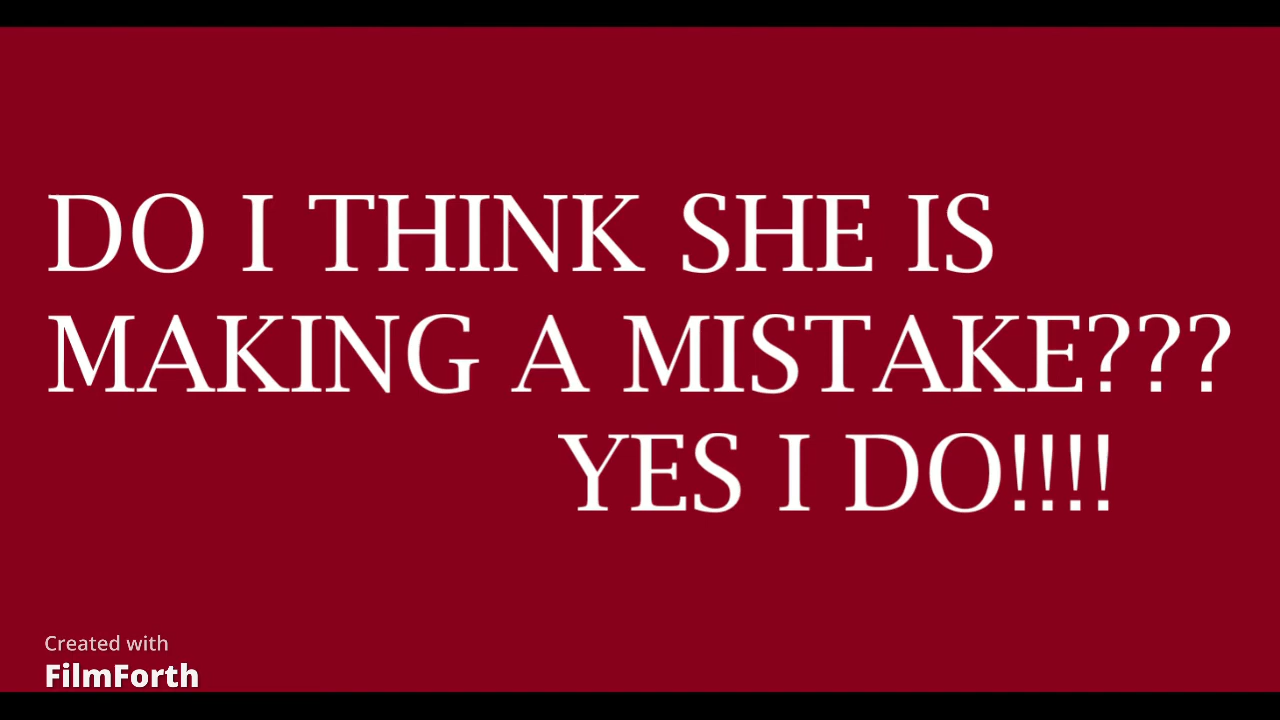 DO I THINK SHE IS
MAKING A MISTAKE???
YES I DO!!!!
Created with
FilmForth